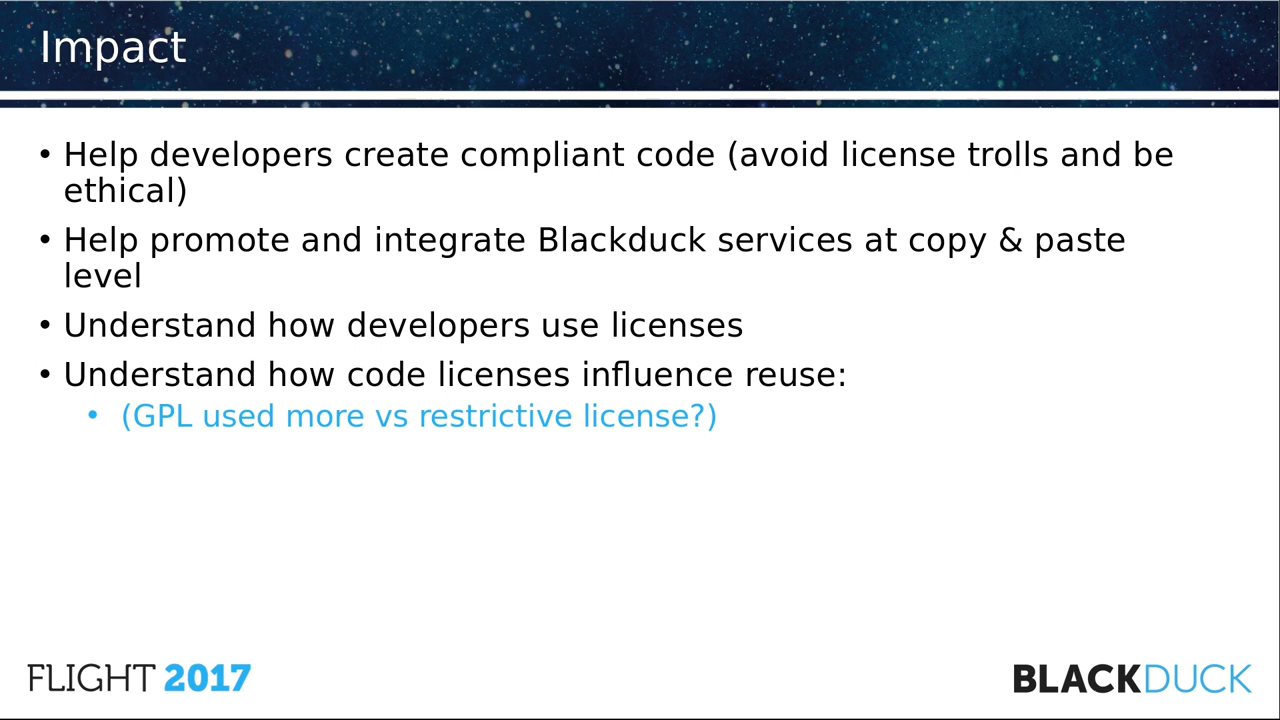 Impact
• Help developers create compliant code (avoid license trolls and be
ethical)
• Help promote and integrate Blackduck services at copy & paste
level
• Understand how developers use licenses
• Understand how code licenses influence reuse:
• (GPL used more vs restrictive license?)
FLIGHT 2017
BLACKDUCK